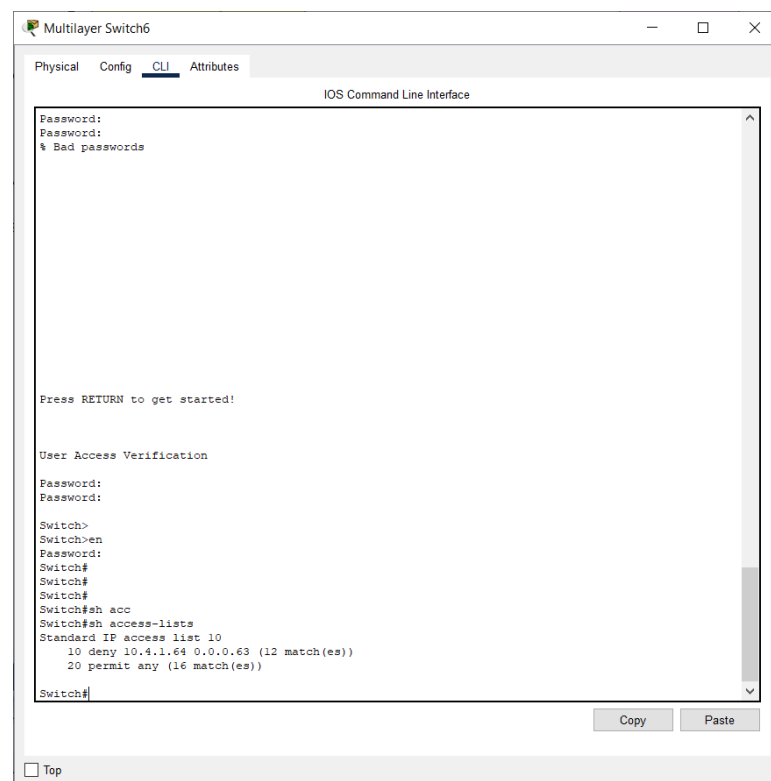 Multilayer Switch6
Physical Config CLI Attributes
IOS Command Line Interface
Password:
Password:
% Bad passwords
Press RETURN to get started!
User Access Verification
Password:
Password:
Switch>
Switch>en
Password:
Switch#
Switch#
Switch#
Switch#sh acc
Switch#sh access-lists
Standard IP access list 10
10 deny 10.4.1.64 0.0.0.63 (12 match(es))
20 permit any (16 match(es))
Switch#
Copy Paste
Top